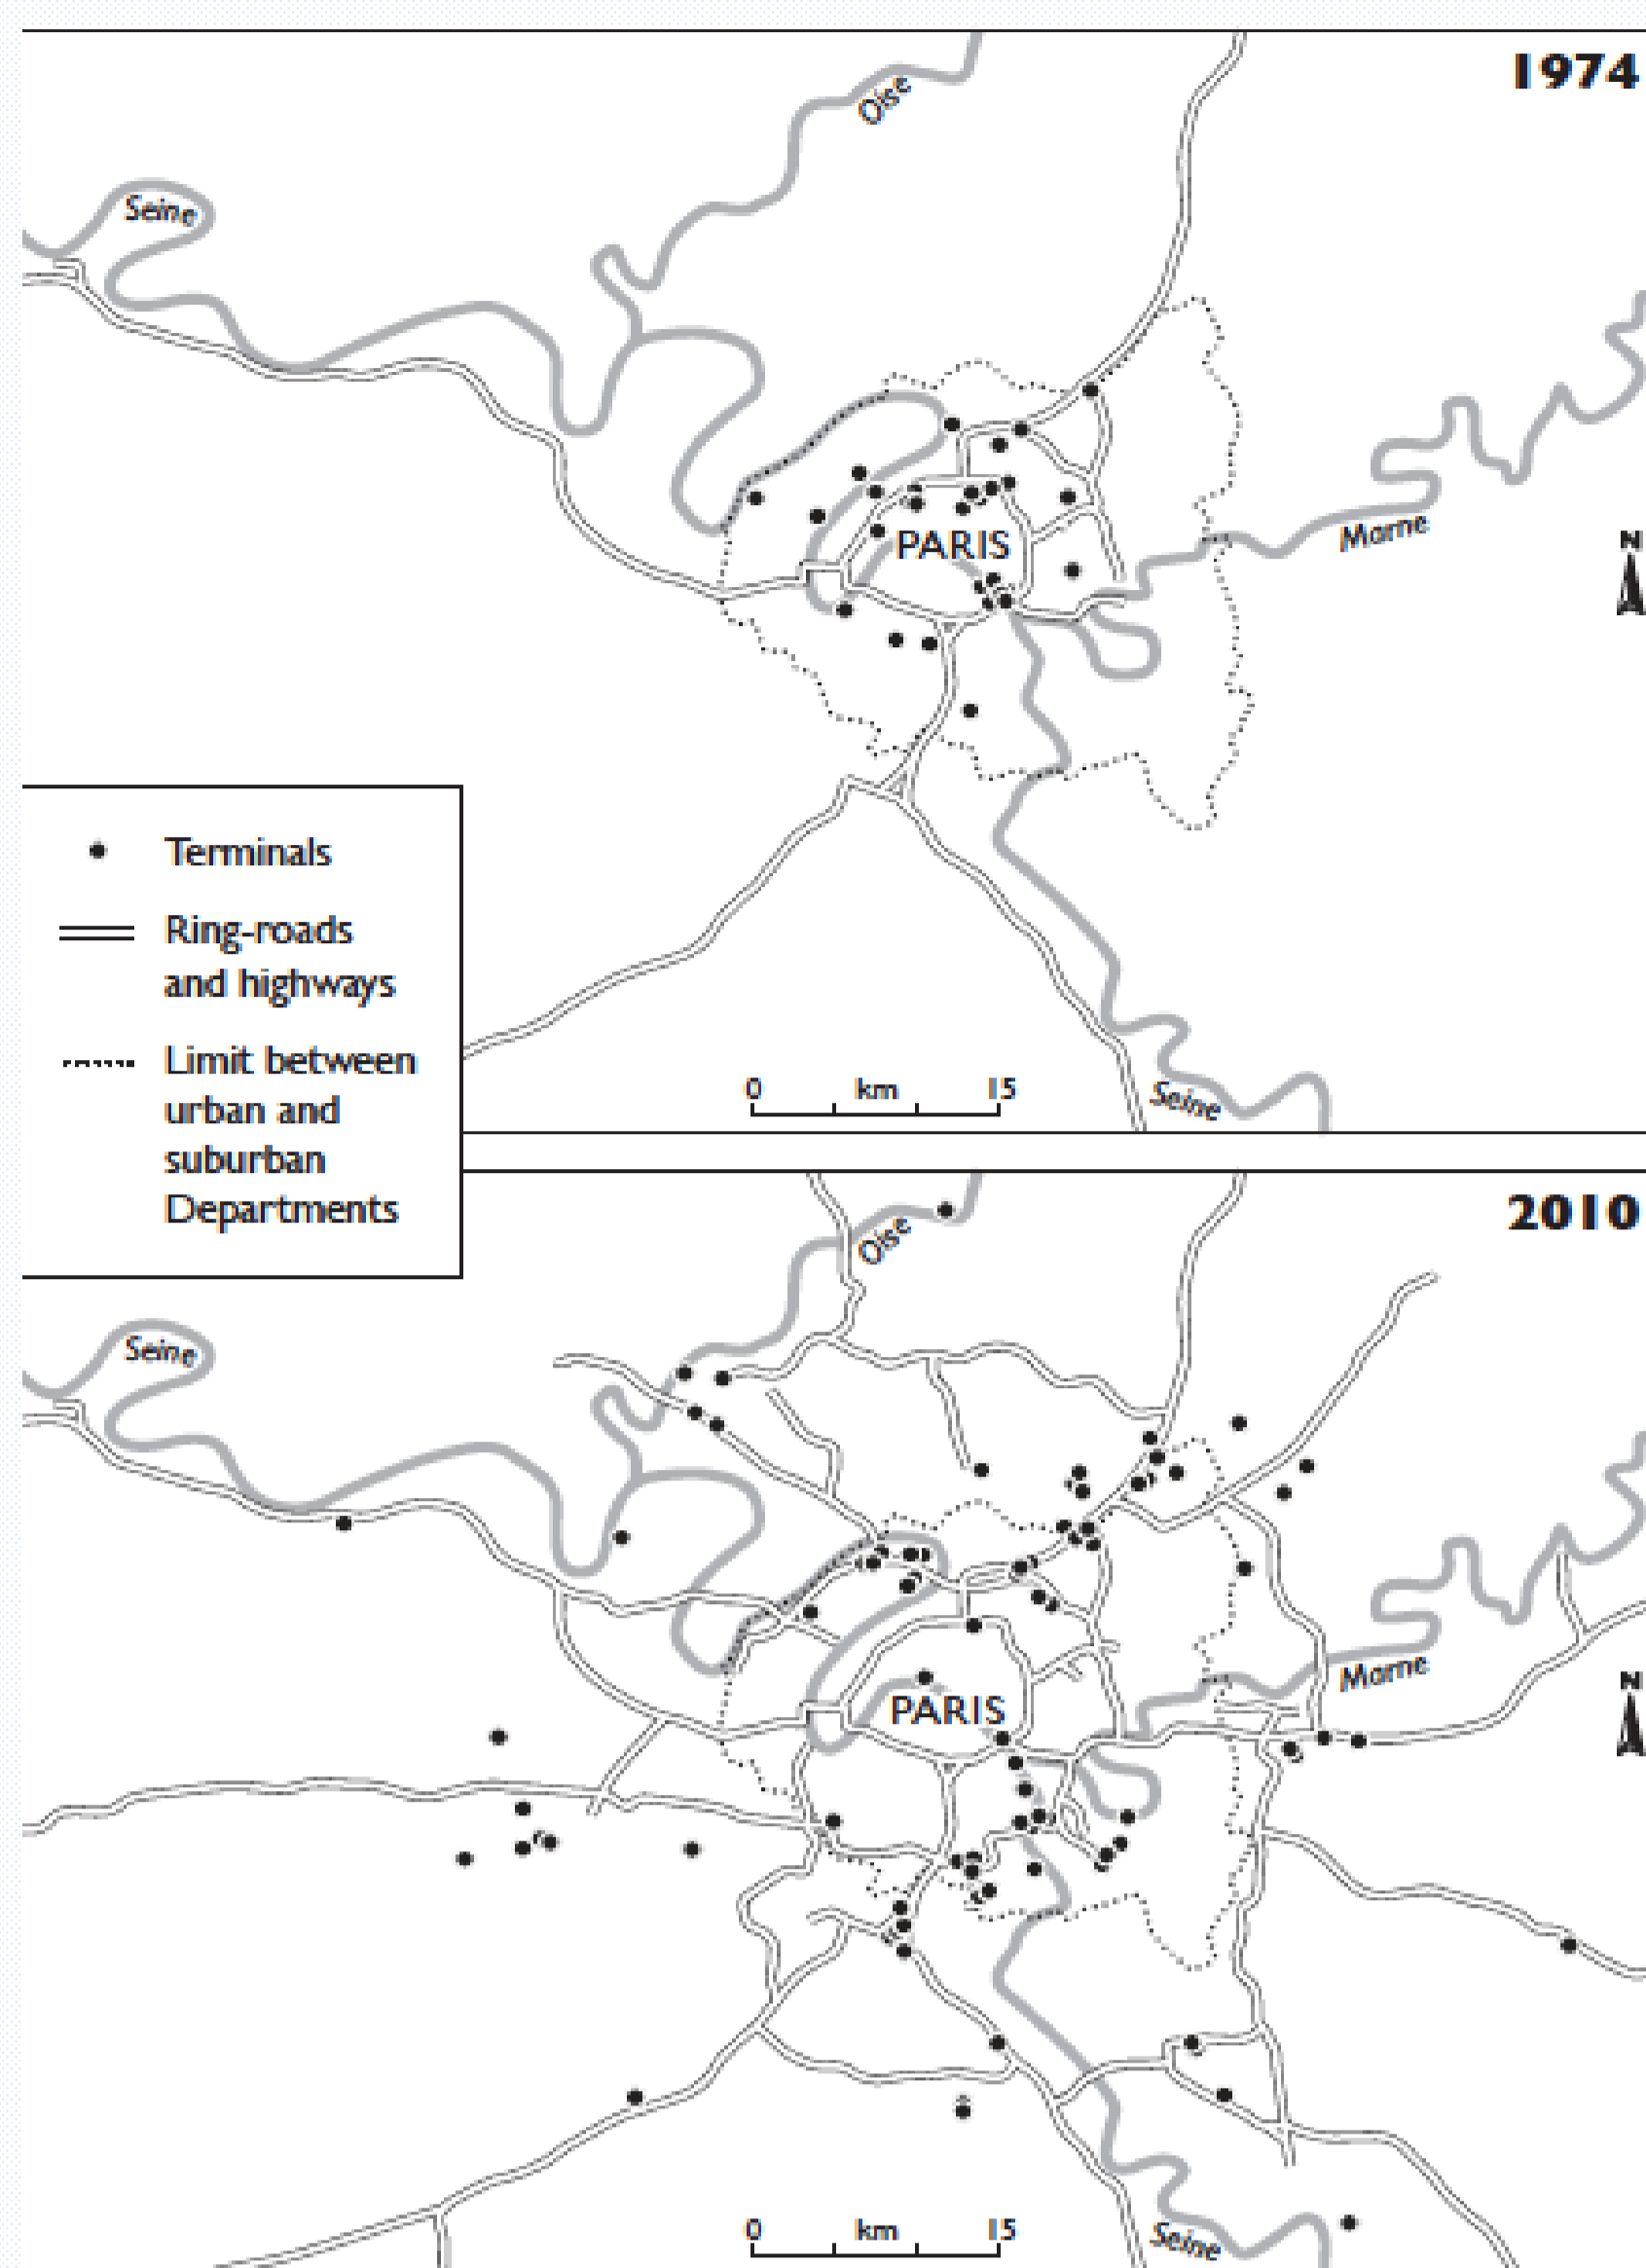 1974
Oise
Seine
PARIS
Marne
N
Terminals
Ring-roads
and highways
Limit between
urban and
suburban
Departments
0 km 15
Seine
2010
Oise
Seine
PARIS
Marne
N
0 km 15
Seine